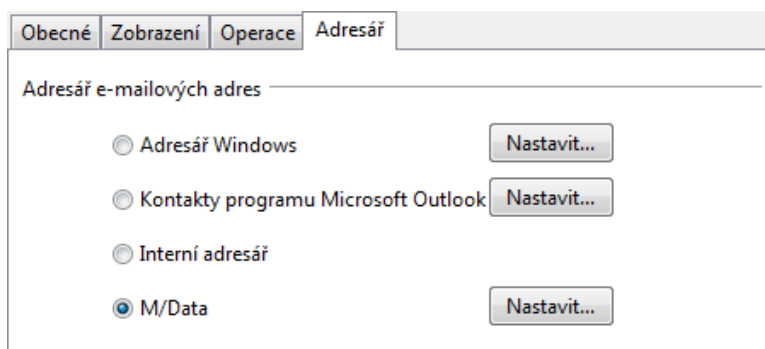 Obecné Zobrazení Operace Adresář
Adresář e-mailových adres
Adresář Windows Nastavit...
Kontakty programu Microsoft Outlook Nastavit...
Interní adresář
M/Data Nastavit...